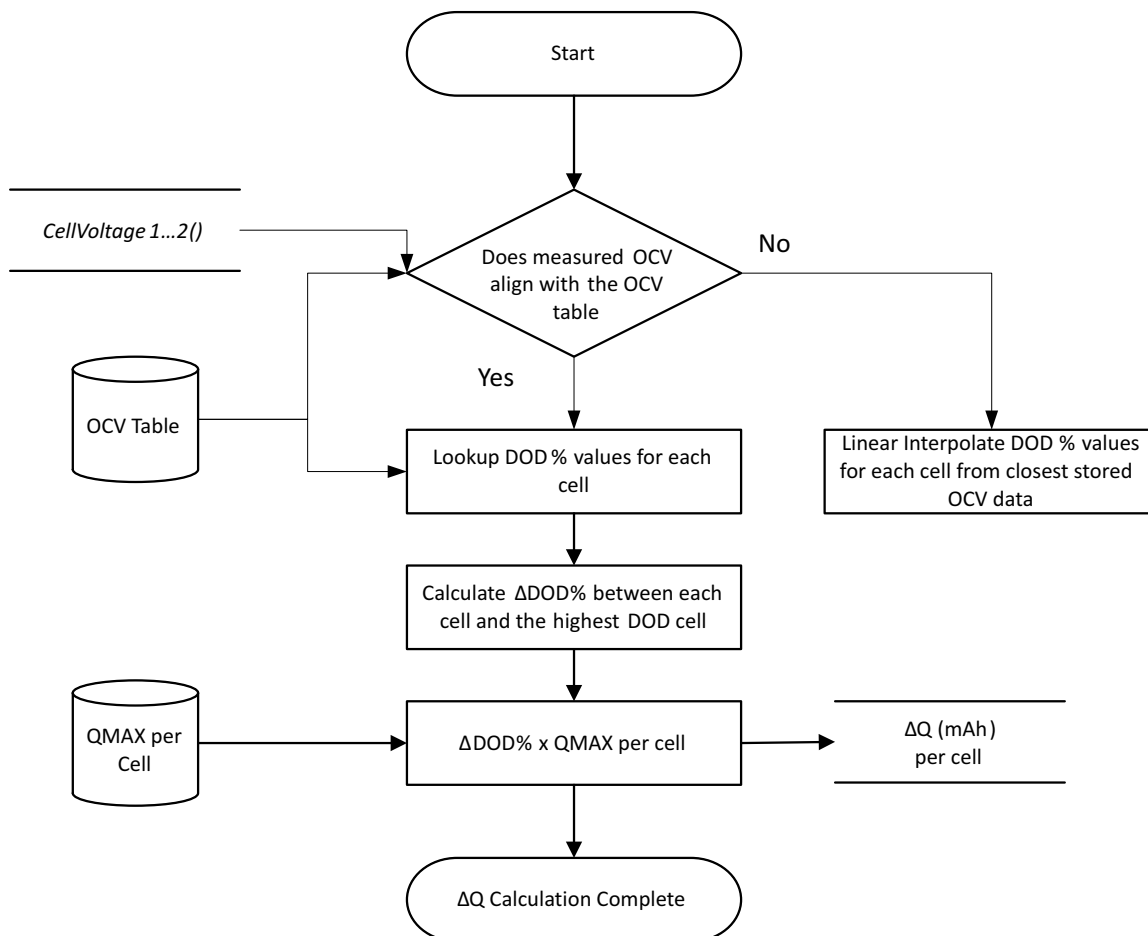 Start
CellVoltage 1...2()
Does measured OCV
align with the OCV
table
No
Yes
OCV Table
Lookup DOD % values for each
cell
Linear Interpolate DOD % values
for each cell from closest stored
OCV data
Calculate ΔDOD% between each
cell and the highest DOD cell
QMAX per
Cell
ΔDOD% x QMAX per cell
ΔQ (mAh)
per cell
ΔQ Calculation Complete